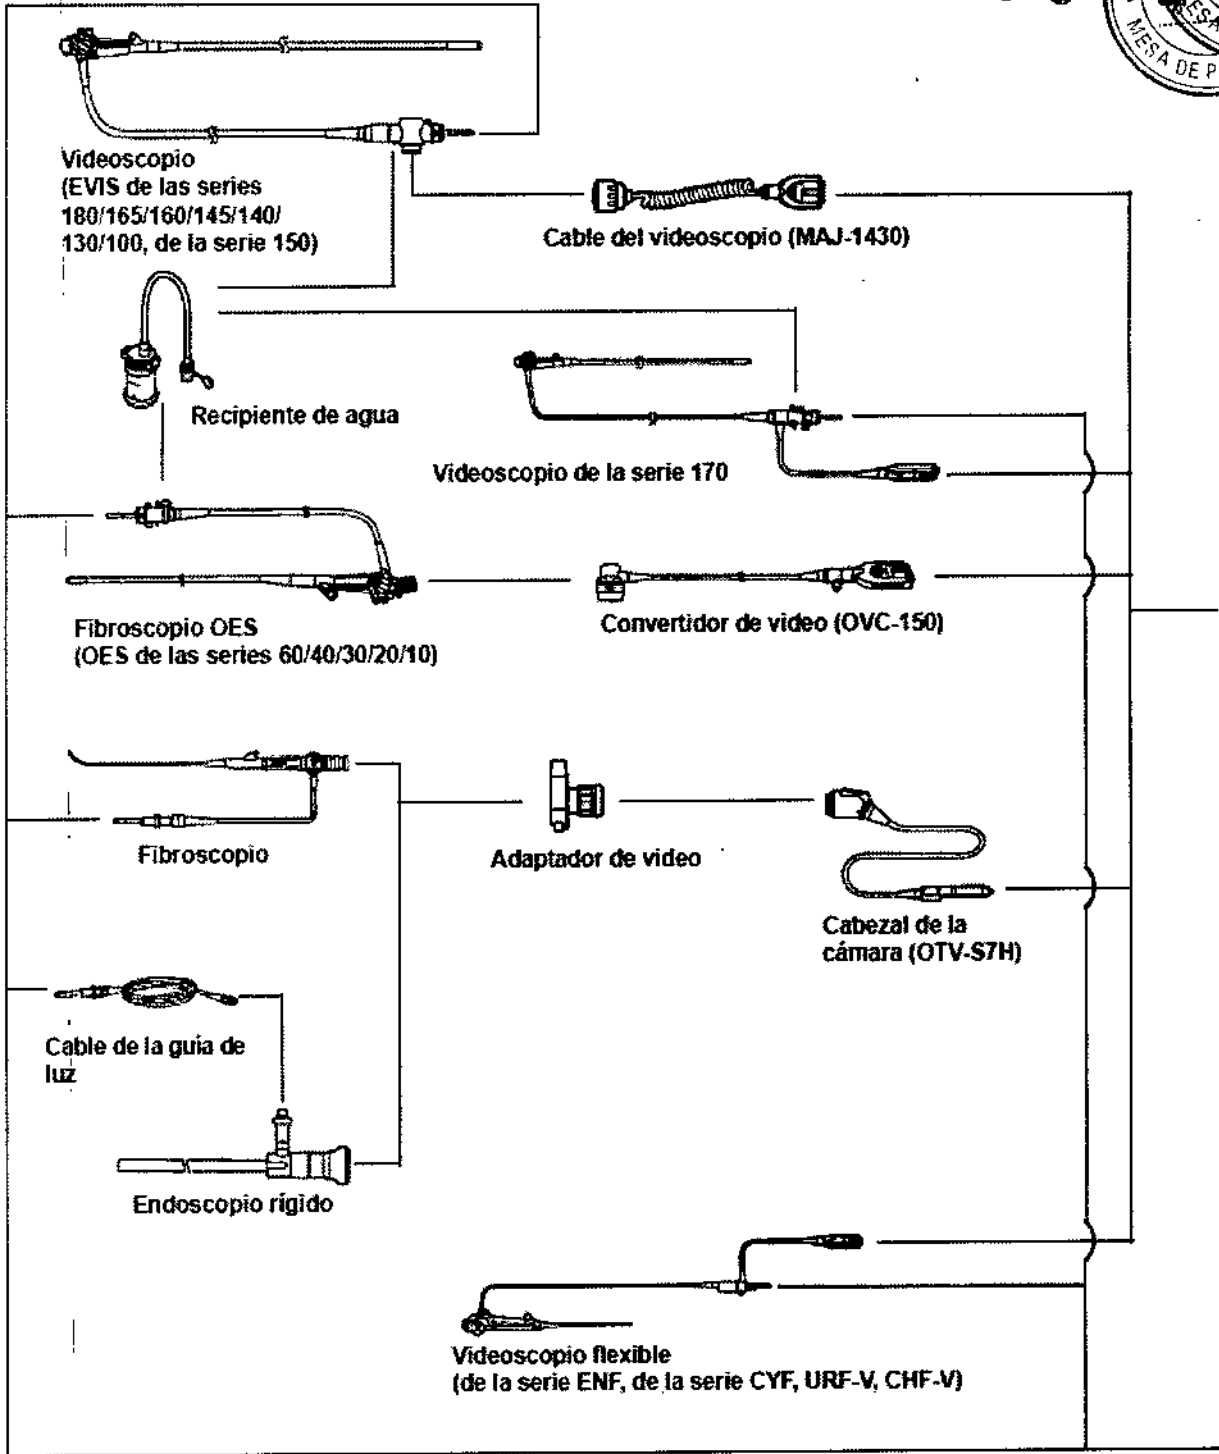 MESA DE
Videoscopio
(EVIS de las series
180/165/160/145/140/
130/100, de la serie 150)
Cable del videoscopio (MAJ-1430)
Recipiente de agua
Videoscopio de la serie 170
Fibroscopio OES
(OES de las series 60/40/30/20/10)
Convertidor de video (OVC-150)
Fibroscopio
Adaptador de video
Cabezal de la
cámara (OTV-S7H)
Cable de la guía de
luz
Endoscopio rígido
Videoscopio flexible
(de la serie ENF, de la serie CYF, URF-V, CHF-V)